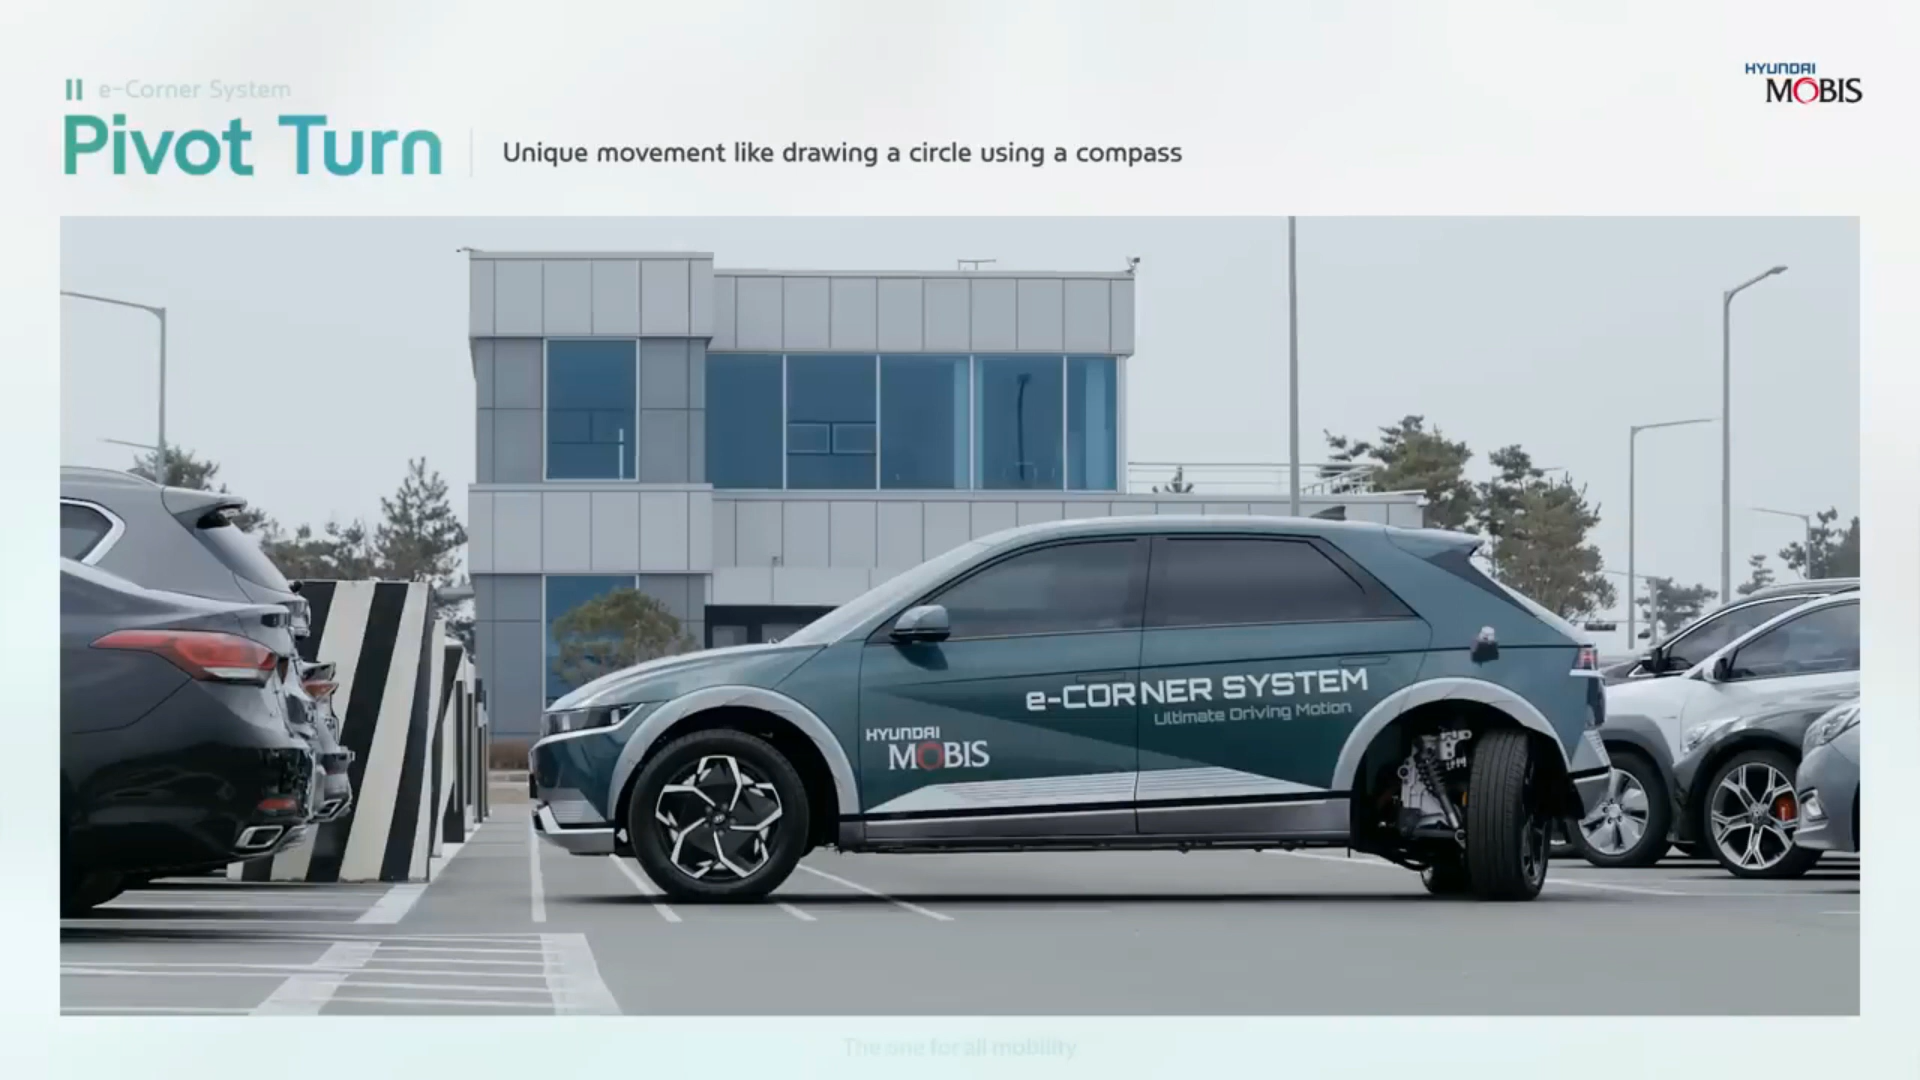 e-Corner System
Pivot Turn
Unique movement like drawing a circle using a compass
HYUNDAI
MOBIS
e-CORNER SYSTEM
Ultimate Driving Motion
HYUNDAI
MOBIS
The one for all mobility